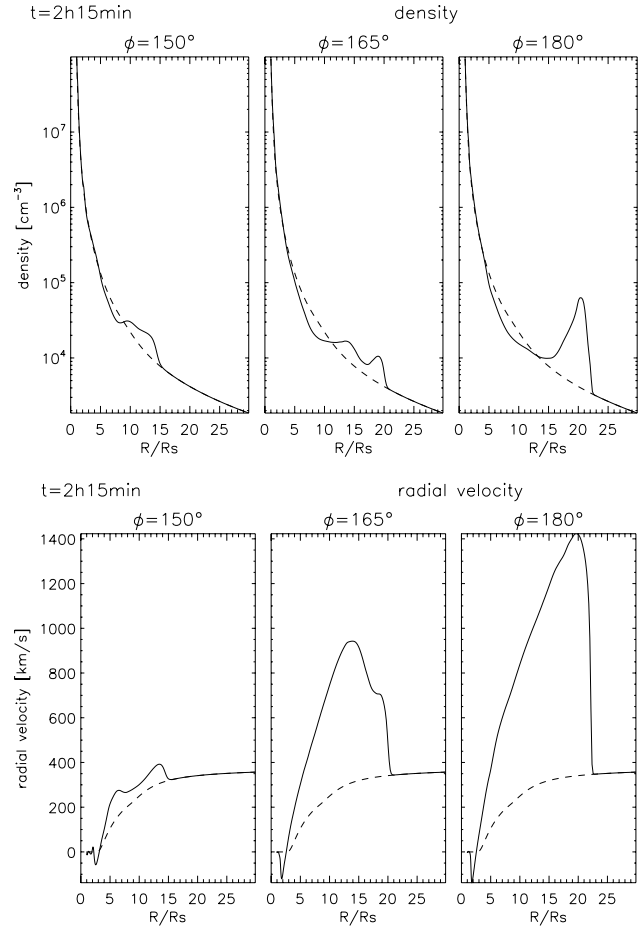 t=2h15min density
ϕ=150° ϕ=165° ϕ=180°
density [cm⁻³]
10⁷
10⁶
10⁵
10⁴
0 5 10 15 20 25 0 5 10 15 20 25 0 5 10 15 20 25
R/Rs R/Rs R/Rs
t=2h15min radial velocity
ϕ=150° ϕ=165° ϕ=180°
radial velocity [km/s]
1400
1200
1000
800
600
400
200
0
0 5 10 15 20 25 0 5 10 15 20 25 0 5 10 15 20 25
R/Rs R/Rs R/Rs